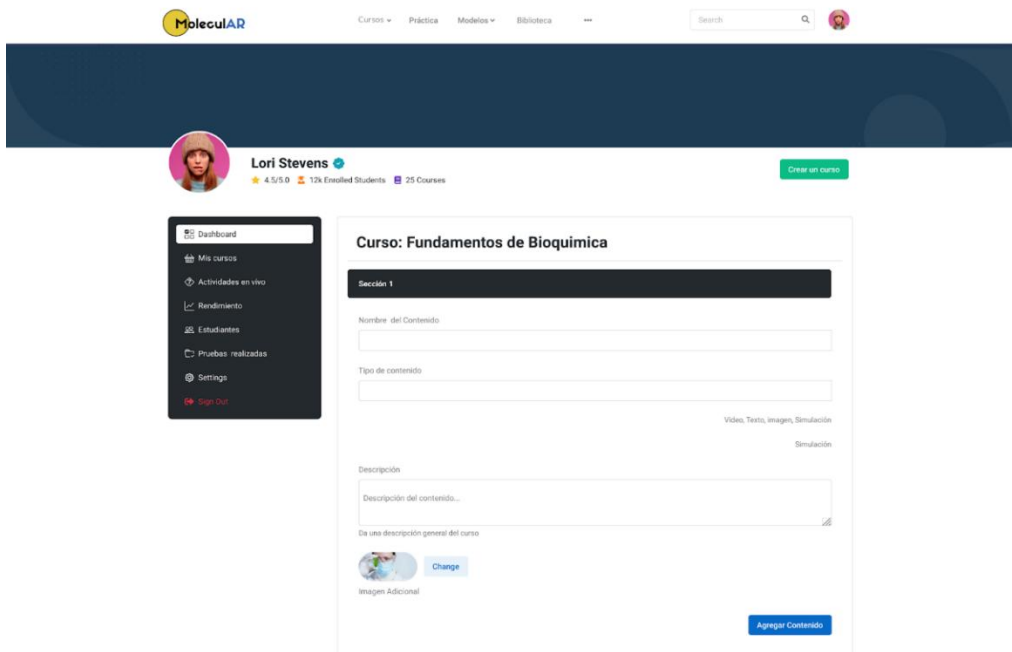 MoleculAR
Cursos Práctica Modelos Biblioteca ••• Search
Lori Stevens
4.5/5.0 12k Enrolled Students 25 Courses
Crear un curso
Dashboard
Mis cursos
Actividades en vivo
Rendimiento
Estudiantes
Pruebas realizadas
Settings
Sign Out
Curso: Fundamentos de Bioquimica
Sección 1
Nombre del Contenido
Tipo de contenido
Video, Texto, imagen, Simulación
Simulación
Descripción
Descripción del contenido...
Da una descripción general del curso
Change
Imagen Adicional
Agregar Contenido